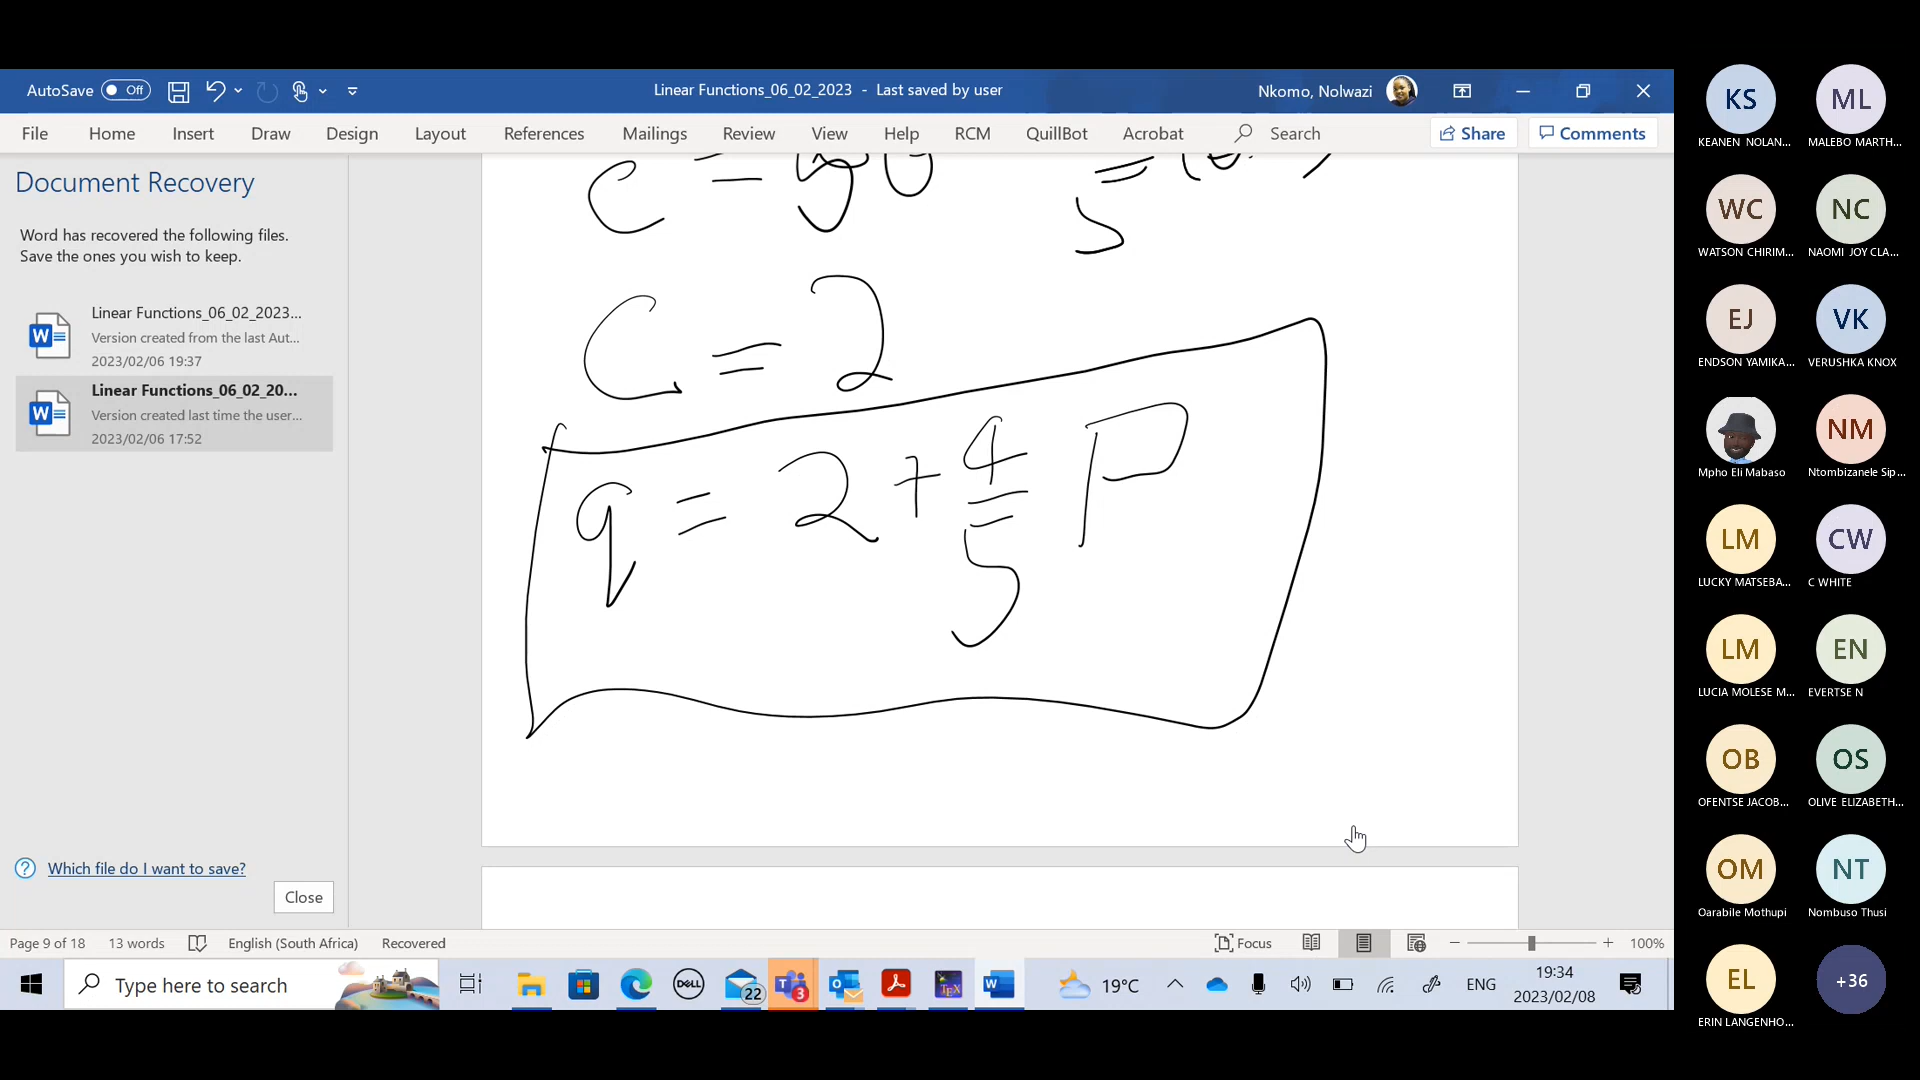 AutoSave Off Linear Functions_06_02_2023 - Last saved by user Nkomo, Nolwazi
File Home Insert Draw Design Layout References Mailings Review View Help RCM QuillBot Acrobat Search Share Comments
Document Recovery
Word has recovered the following files.
Save the ones you wish to keep.
Linear Functions_06_02_2023...
Version created from the last Aut...
2023/02/06 19:37
Linear Functions_06_02_20...
Version created last time the user...
2023/02/06 17:52
Which file do I want to save?
Close
C =
5
C = 2
q = 2 + 4/5 P
Page 9 of 18 13 words English (South Africa) Recovered Focus 100%
Type here to search DELL 22 3 TEX 19°C ENG 19:34
2023/02/08
KS ML
KEANEN NOLAN... MALEBO MARTH...
WC NC
WATSON CHIRIM... NAOMI JOY CLA...
EJ VK
ENDSON YAMIKA... VERUSHKA KNOX
NM
Mpho Eli Mabaso Ntombizanele Sip...
LM CW
LUCKY MATSEBA... C WHITE
LM EN
LUCIA MOLESE M... EVERTSE N
OB OS
OFENTSE JACOB... OLIVE ELIZABETH...
OM NT
Oarabile Mothupi Nombuso Thusi
EL +36
ERIN LANGENHO...